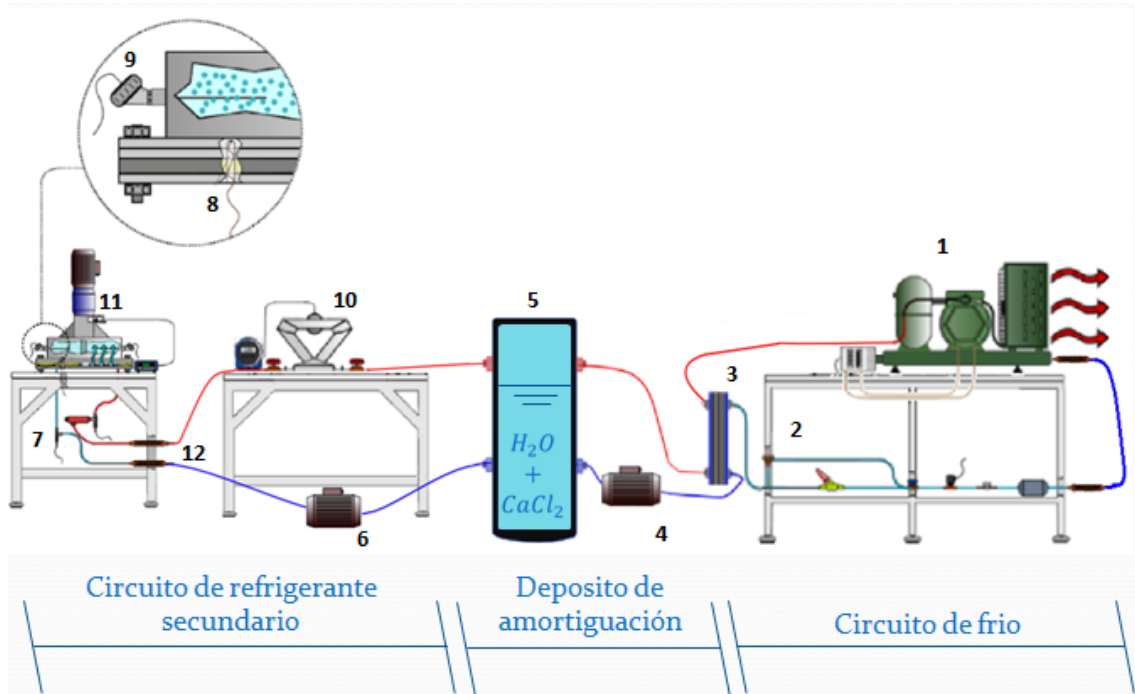 9
8
1
11
10
5
3
7
12
2
H₂O
+
CaCl₂
6
4
Circuito de refrigerante
secundario
Deposito de
amortiguación
Circuito de frio